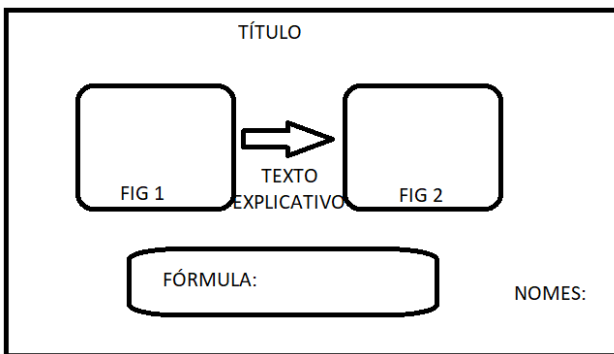 TÍTULO
FIG 1
TEXTO
EXPLICATIVO
FIG 2
FÓRMULA:
NOMES: